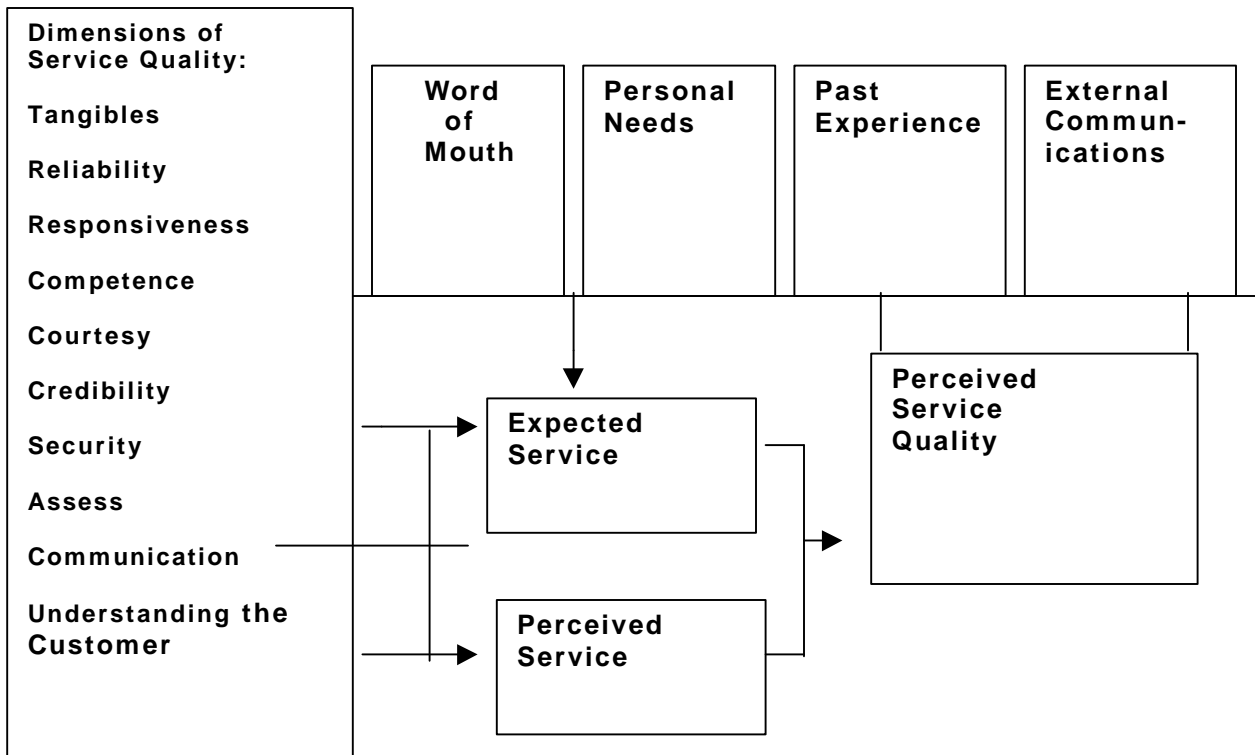 Dimensions of
Service Quality:
Tangibles
Reliability
Responsiveness
Competence
Courtesy
Credibility
Security
Assess
Communication
Understanding the
Customer
Word
of
Mouth
Personal
Needs
Past
Experience
External
Commun-
ications
Expected
Service
Perceived
Service
Perceived
Service
Quality